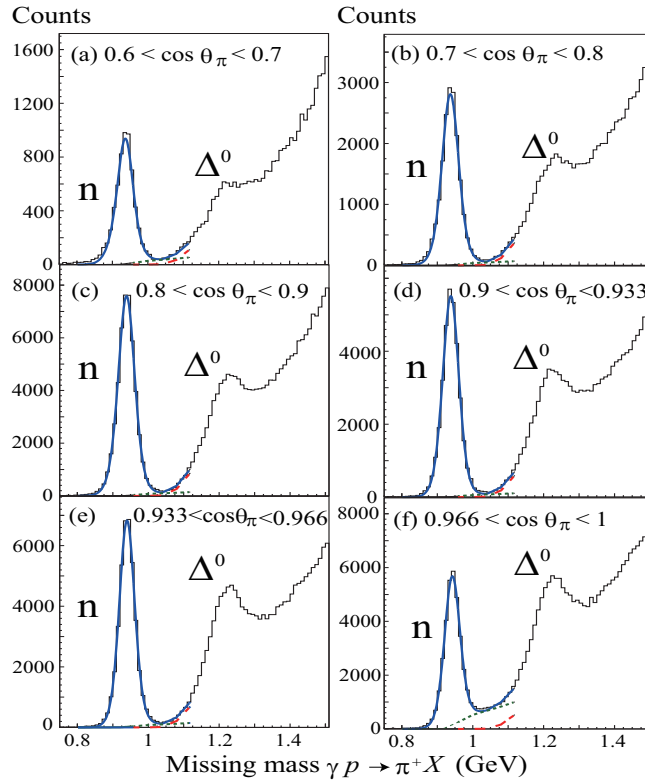 Counts Counts
(a) 0.6 < cos θπ < 0.7
(b) 0.7 < cos θπ < 0.8
1600
1200
800
400
0
n
Δ⁰
3000
2000
1000
0
n
Δ⁰
(c) 0.8 < cos θπ < 0.9
(d) 0.9 < cos θπ<0.933
8000
6000
4000
2000
0
n
Δ⁰
4000
2000
0
n
Δ⁰
(e) 0.933<cosθπ<0.966
(f) 0.966 < cos θπ < 1
6000
4000
2000
0
n
Δ⁰
8000
6000
4000
2000
0
n
Δ⁰
0.8 1 1.2 1.4 0.8 1 1.2 1.4
Missing mass γ p → π⁺X (GeV)